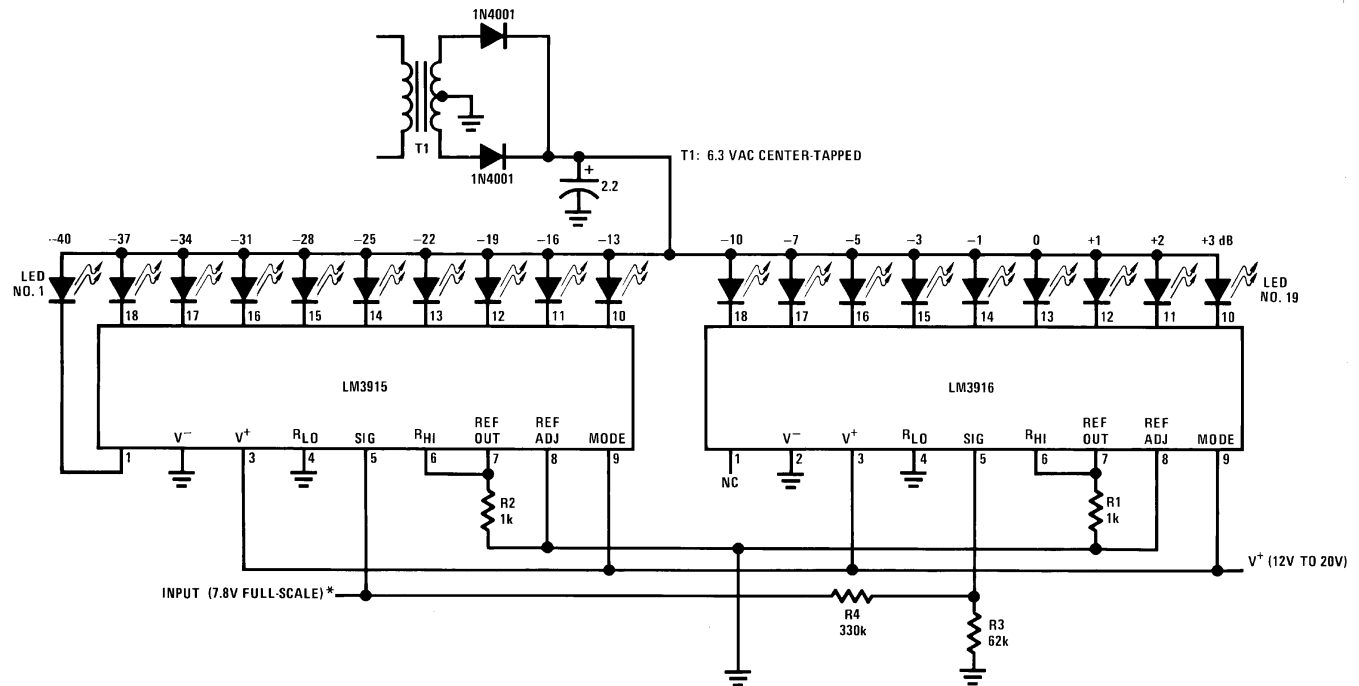 1N4001
T1
1N4001
+
2.2
T1: 6.3 VAC CENTER-TAPPED
-40 -37 -34 -31 -28 -25 -22 -19 -16 -13 -10 -7 -5 -3 -1 0 +1 +2 +3 dB
LED NO. 1
LED NO. 19
18 17 16 15 14 13 12 11 10
18 17 16 15 14 13 12 11 10
LM3915
LM3916
V- V+ RLO SIG RHI REF OUT REF ADJ MODE
V- V+ RLO SIG RHI REF OUT REF ADJ MODE
1 3 4 5 6 7 8 9
1 2 3 4 5 6 7 8 9
NC
R2
1k
R1
1k
V+ (12V TO 20V)
INPUT (7.8V FULL-SCALE)*
R4
330k
R3
62k